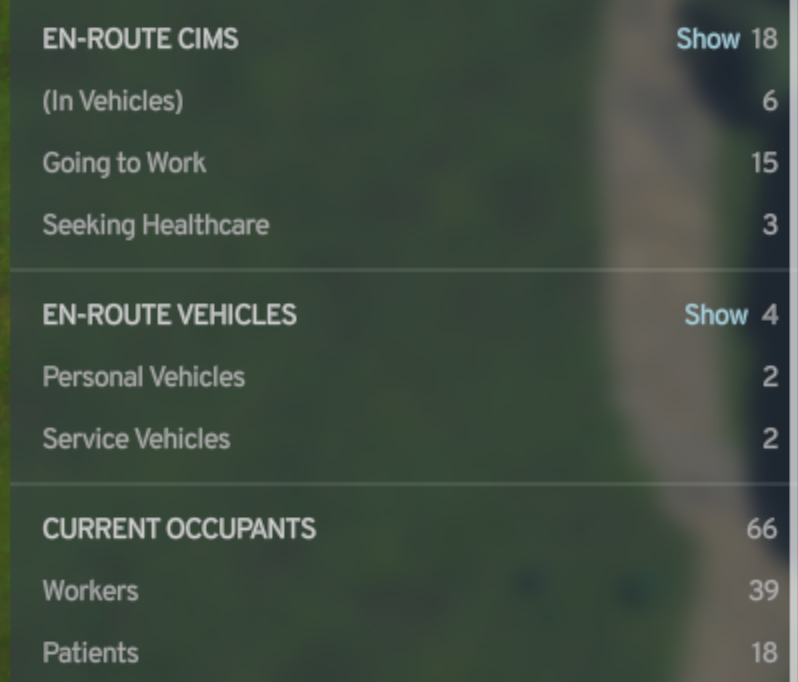 EN-ROUTE CIMS Show 18
(In Vehicles) 6
Going to Work 15
Seeking Healthcare 3
EN-ROUTE VEHICLES Show 4
Personal Vehicles 2
Service Vehicles 2
CURRENT OCCUPANTS 66
Workers 39
Patients 18